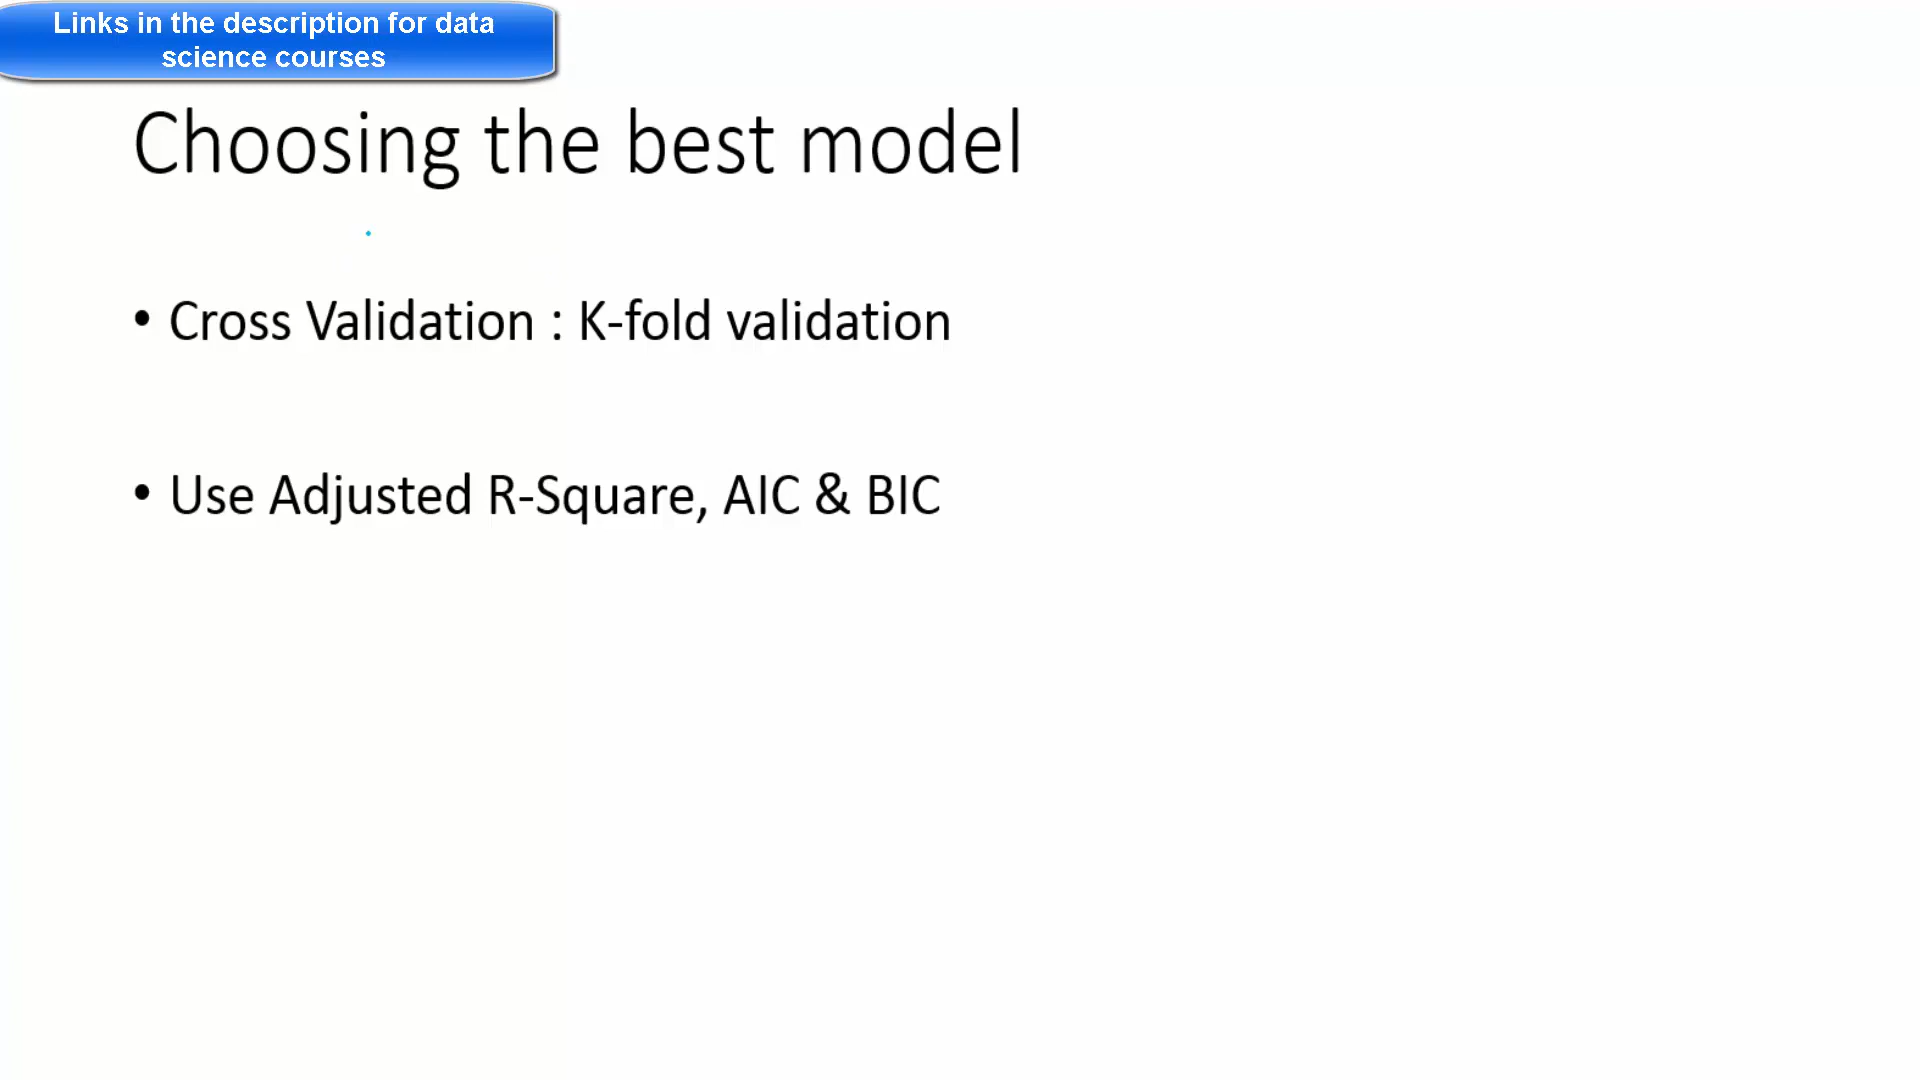 Links in the description for data
science courses
Choosing the best model
• Cross Validation : K-fold validation
• Use Adjusted R-Square, AIC & BIC